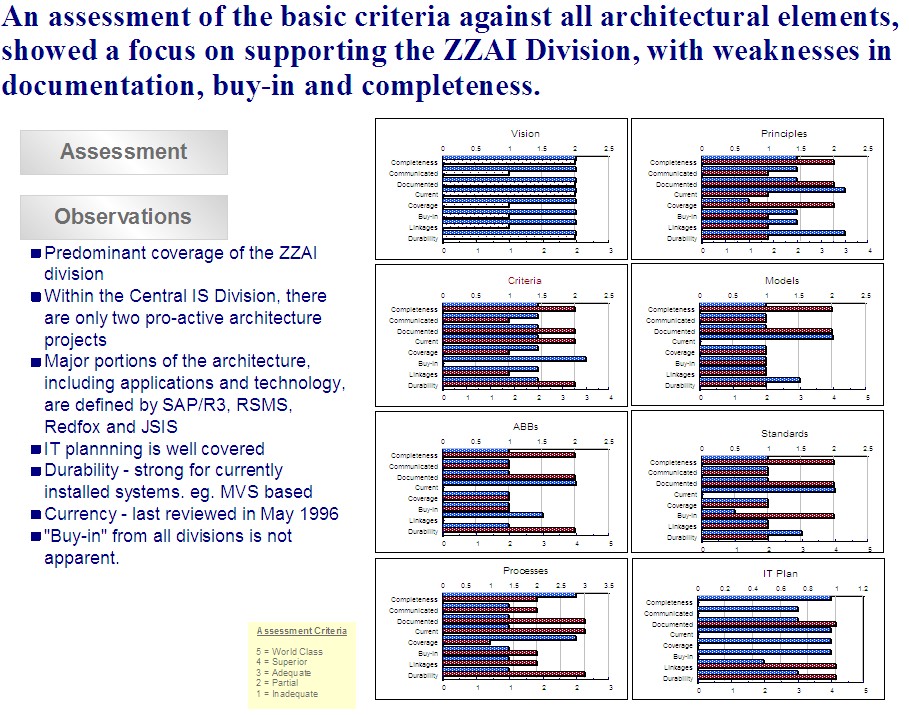 An assessment of the basic criteria against all architectural elements,
showed a focus on supporting the ZZAI Division, with weaknesses in
documentation, buy-in and completeness.
Assessment
Observations
Predominant coverage of the ZZAI
division
Within the Central IS Division, there
are only two pro-active architecture
projects
Major portions of the architecture,
including applications and technology,
are defined by SAP/R3, RSMS,
Redfox and JSIS
IT plannning is well covered
Durability - strong for currently
installed systems. eg. MVS based
Currency - last reviewed in May 1996
"Buy-in" from all divisions is not
apparent.
Assessment Criteria
5 = World Class
4 = Superior
3 = Adequate
2 = Partial
1 = Inadequate
Vision
0 0.5 1 1.5 2 2.5
Completeness
Communicated
Documented
Current
Coverage
Buy-in
Linkages
Durability
0 1 1 2 2 3
Principles
0 0.5 1 1.5 2 2.5
Completeness
Communicated
Documented
Current
Coverage
Buy-in
Linkages
Durability
0 1 1 2 2 3 3 4
Criteria
0 0.5 1 1.5 2 2.5
Completeness
Communicated
Documented
Current
Coverage
Buy-in
Linkages
Durability
0 1 1 2 2 3 3 4
Models
0 0.5 1 1.5 2 2.5
Completeness
Communicated
Documented
Current
Coverage
Buy-in
Linkages
Durability
0 1 2 3 4 5
ABBs
0 0.5 1 1.5 2 2.5
Completeness
Communicated
Documented
Current
Coverage
Buy-in
Linkages
Durability
0 1 2 3 4 5
Standards
0 0.5 1 1.5 2 2.5
Completeness
Communicated
Documented
Current
Coverage
Buy-in
Linkages
Durability
0 1 2 3 4 5
Processes
0 0.5 1 1.5 2 2.5 3 3.5
Completeness
Communicated
Documented
Current
Coverage
Buy-in
Linkages
Durability
0 1 1 2 2 3
IT Plan
0 0.2 0.4 0.6 0.8 1 1.2
Completeness
Communicated
Documented
Current
Coverage
Buy-in
Linkages
Durability
0 1 2 3 4 5